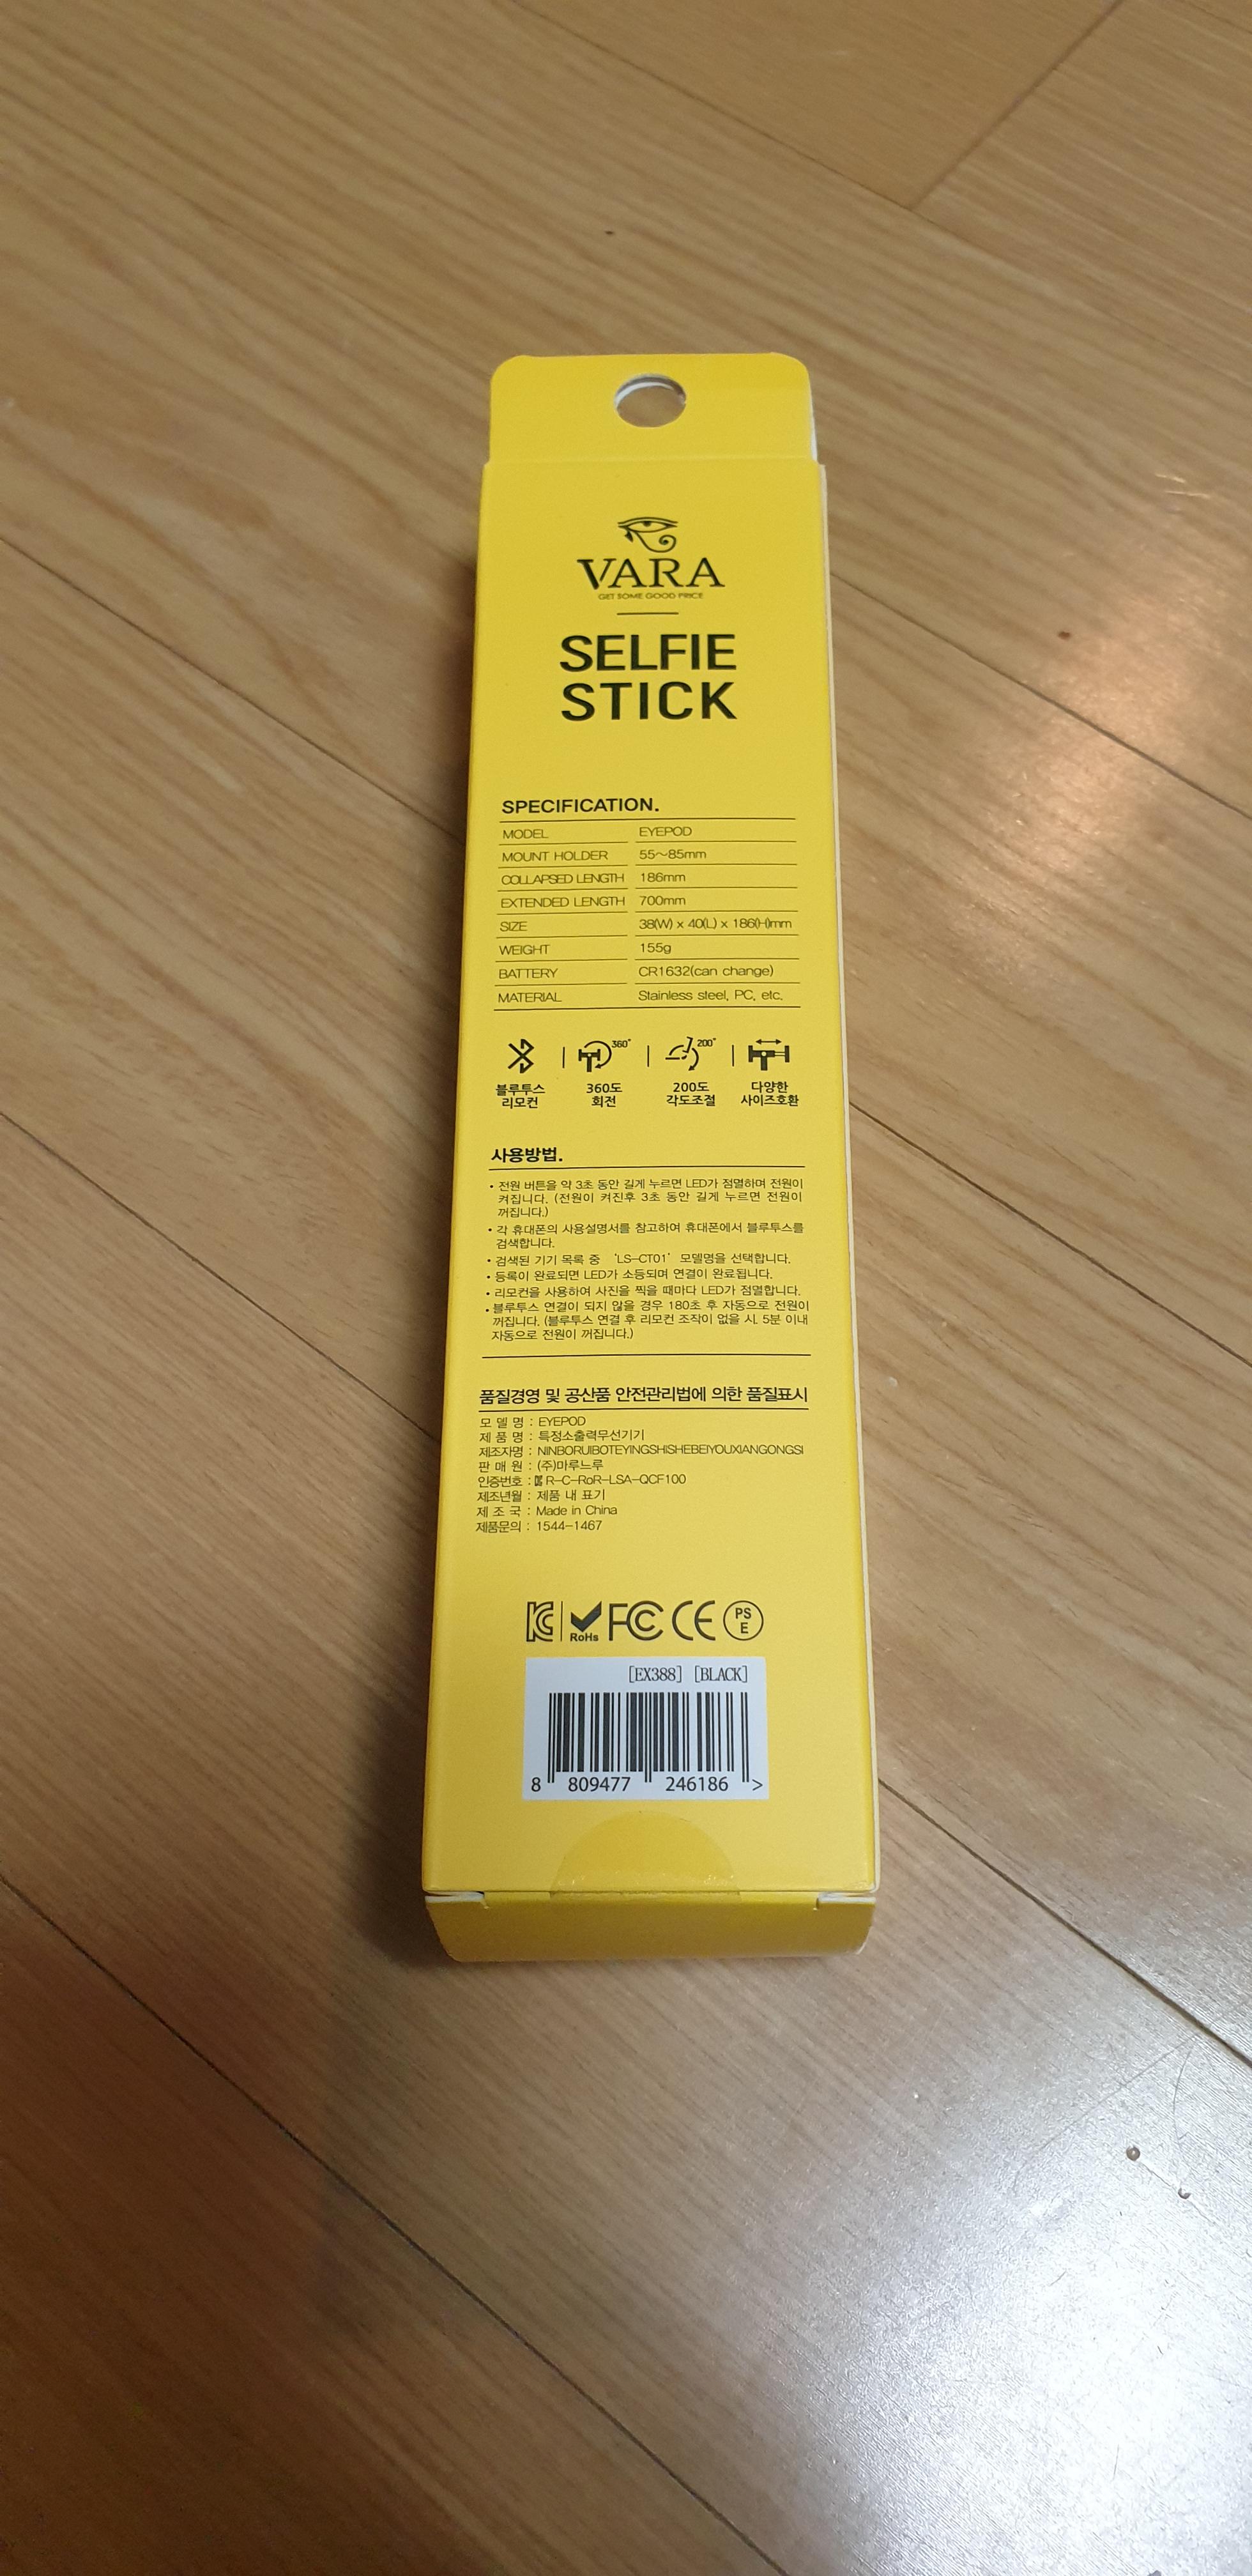 VARA
GET SOME GOOD PRICE
SELFIE
STICK
SPECIFICATION.
MODEL EYEPOD
MOUNT HOLDER 55~85mm
COLLAPSED LENGTH 186mm
EXTENDED LENGTH 700mm
SIZE 38(W) x 40(L) x 186(H)mm
WEIGHT 155g
BATTERY CR1632(can change)
MATERIAL Stainless steel, PC, etc.
360° 200°
블루투스 360도 200도 다양한
리모컨 회전 각도조절 사이즈호환
사용방법.
• 전원 버튼을 약 3초 동안 길게 누르면 LED가 점멸하며 전원이
켜집니다. (전원이 켜진후 3초 동안 길게 누르면 전원이
꺼집니다.)
• 각 휴대폰의 사용설명서를 참고하여 휴대폰에서 블루투스를
검색합니다.
• 검색된 기기 목록 중 'LS-CT01' 모델명을 선택합니다.
• 등록이 완료되면 LED가 소등되며 연결이 완료됩니다.
• 리모컨을 사용하여 사진을 찍을 때마다 LED가 점멸합니다.
• 블루투스 연결이 되지 않을 경우 180초 후 자동으로 전원이
꺼집니다. (블루투스 연결 후 리모컨 조작이 없을 시, 5분 이내
자동으로 전원이 꺼집니다.)
품질경영 및 공산품 안전관리법에 의한 품질표시
모 델 명 : EYEPOD
제 품 명 : 특정소출력무선기기
제조자명 : NINBORUIBOTEYINGSHISHEBEIYOUXIANGONGSI
판 매 원 : (주)마루느루
인증번호 : R-C-RoR-LSA-QCF100
제조년월 : 제품 내 표기
제 조 국 : Made in China
제품문의 : 1544-1467
KC RoHs FC CE PS E
[EX388] [BLACK]
8 809477 246186 >